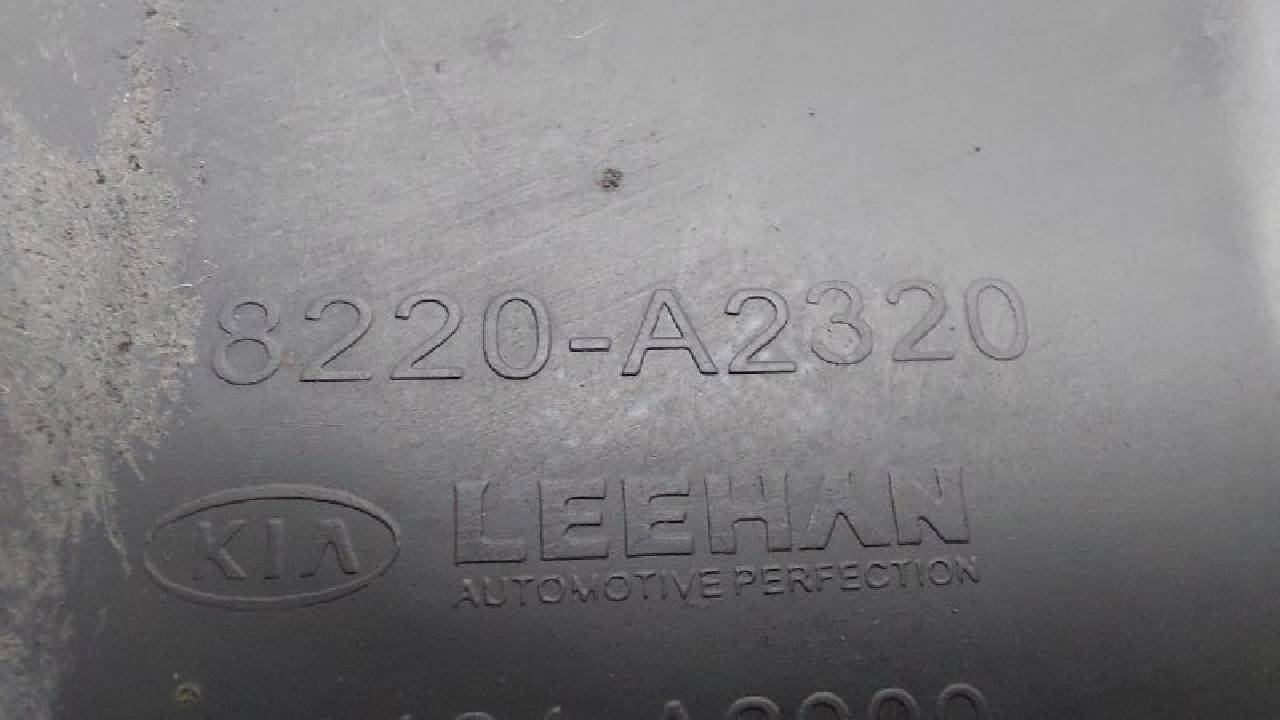 8220-A2320
KIA LEEHAN
AUTOMOTIVE PERFECTION